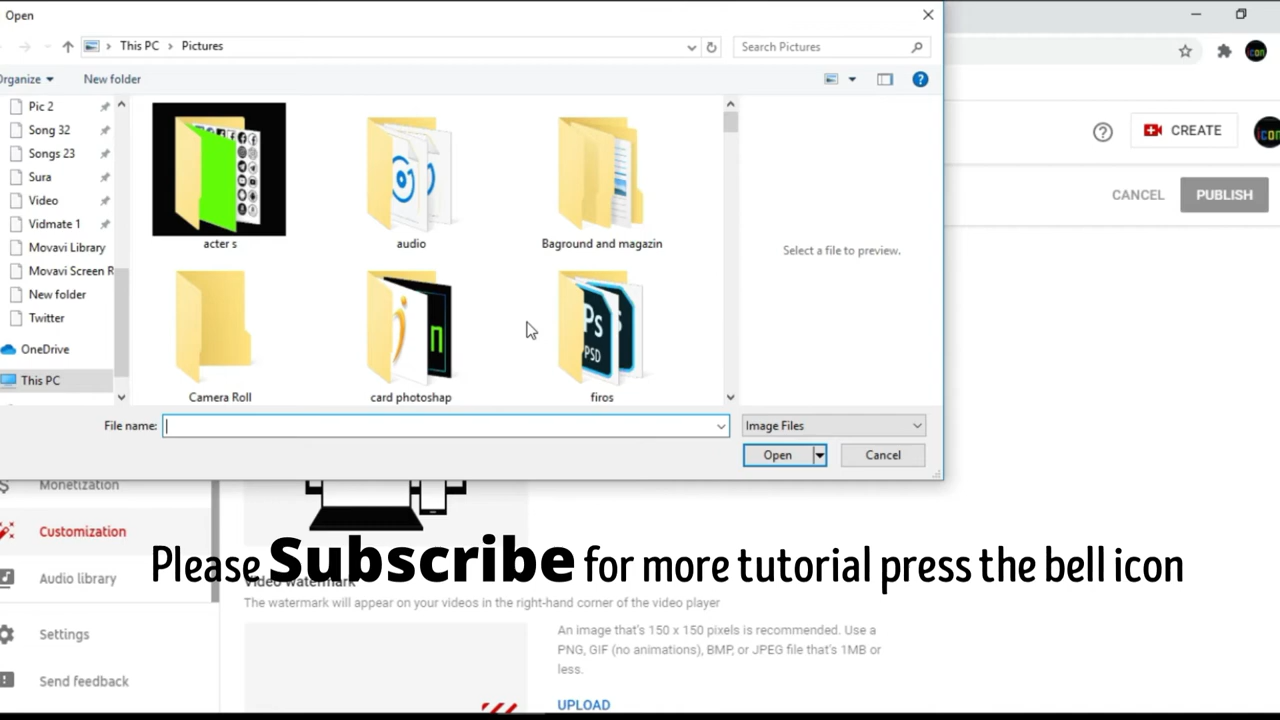 Open
This PC
Pictures
Search Pictures
Organize
New folder
Pic 2
Song 32
Songs 23
Sura
Video
Vidmate 1
Movavi Library
Movavi Screen R
New folder
Twitter
OneDrive
This PC
acter s
audio
Baground and magazin
Camera Roll
card photoshap
Ps
PSD
firos
Select a file to preview.
File name:
Image Files
Open
Cancel
CREATE
icon
CANCEL
PUBLISH
Monetization
Customization
Audio library
Settings
Send feedback
Please Subscribe for more tutorial press the bell icon
Video watermark
The watermark will appear on your videos in the right-hand corner of the video player
An image that's 150 x 150 pixels is recommended. Use a
PNG, GIF (no animations), BMP, or JPEG file that's 1MB or
less.
UPLOAD